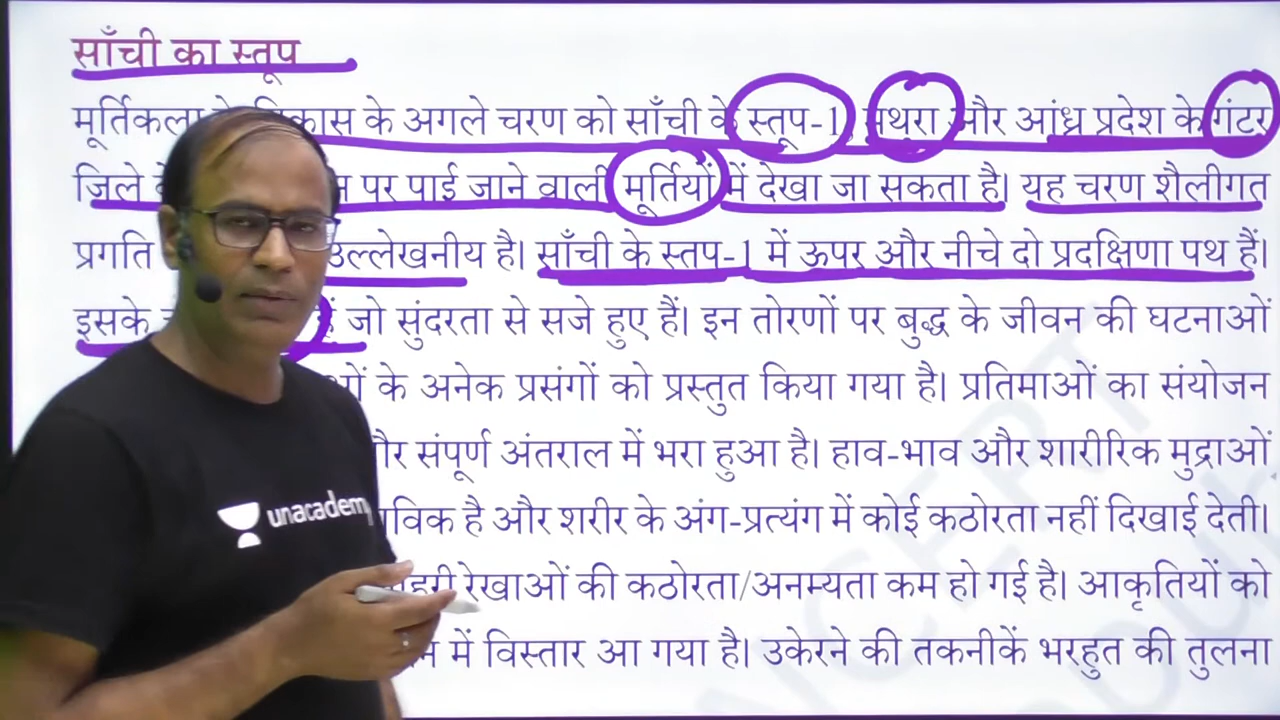 साँची का स्तूप
मूर्तिकला के विकास के अगले चरण को साँची के स्तूप-1, मथुरा और आंध्र प्रदेश के गुंटूर
जिले पर पाई जाने वाली मूर्तियों में देखा जा सकता है। यह चरण शैलीगत
प्रगति उल्लेखनीय है। साँची के स्तूप-1 में ऊपर और नीचे दो प्रदक्षिणा पथ हैं।
इसके हैं जो सुंदरता से सजे हुए हैं। इन तोरणों पर बुद्ध के जीवन की घटनाओं
के अनेक प्रसंगों को प्रस्तुत किया गया है। प्रतिमाओं का संयोजन
और संपूर्ण अंतराल में भरा हुआ है। हाव-भाव और शारीरिक मुद्राओं
है और शरीर के अंग-प्रत्यंग में कोई कठोरता नहीं दिखाई देती।
रेखाओं की कठोरता/अनम्यता कम हो गई है। आकृतियों को
में विस्तार आ गया है। उकेरने की तकनीकें भरहुत की तुलना
unacademy